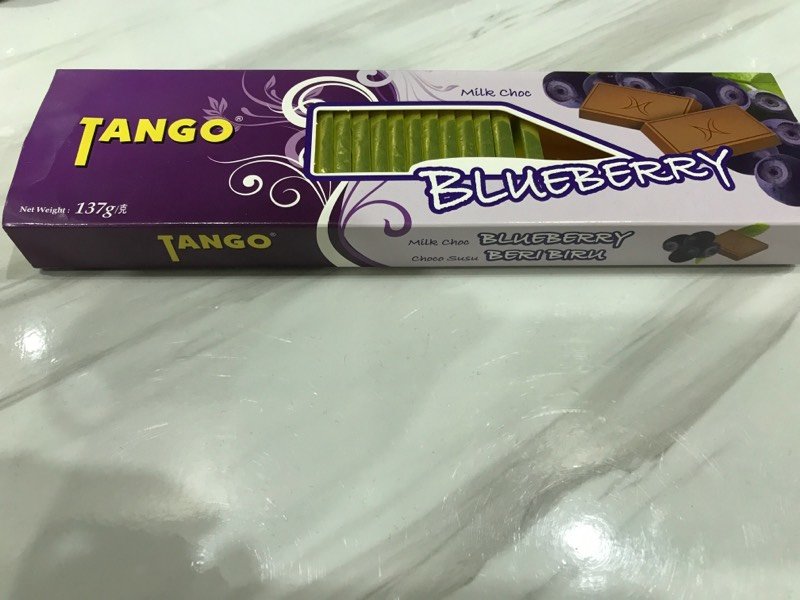 TANGO®
Milk Choc
BLUEBERRY
Net Weight : 137g/克
TANGO®
Milk Choc BLUEBERRY
Choco Susu BERI BIRU